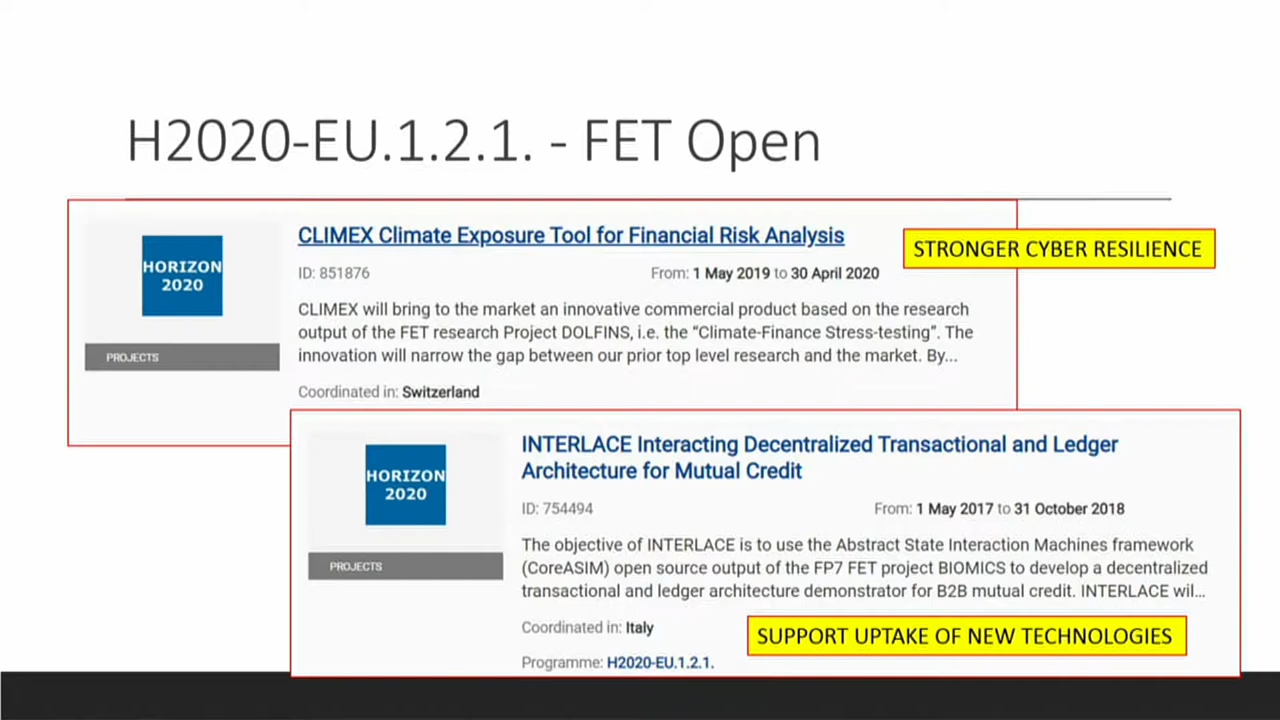 H2020-EU.1.2.1. - FET Open
HORIZON
2020
PROJECTS
CLIMEX Climate Exposure Tool for Financial Risk Analysis
ID: 851876
From: 1 May 2019 to 30 April 2020
STRONGER CYBER RESILIENCE
CLIMEX will bring to the market an innovative commercial product based on the research
output of the FET research Project DOLFINS, i.e. the “Climate-Finance Stress-testing”. The
innovation will narrow the gap between our prior top level research and the market. By...
Coordinated in: Switzerland
HORIZON
2020
PROJECTS
INTERLACE Interacting Decentralized Transactional and Ledger
Architecture for Mutual Credit
ID: 754494
From: 1 May 2017 to 31 October 2018
The objective of INTERLACE is to use the Abstract State Interaction Machines framework
(CoreASIM) open source output of the FP7 FET project BIOMICS to develop a decentralized
transactional and ledger architecture demonstrator for B2B mutual credit. INTERLACE wil...
Coordinated in: Italy
SUPPORT UPTAKE OF NEW TECHNOLOGIES
Programme: H2020-EU.1.2.1.